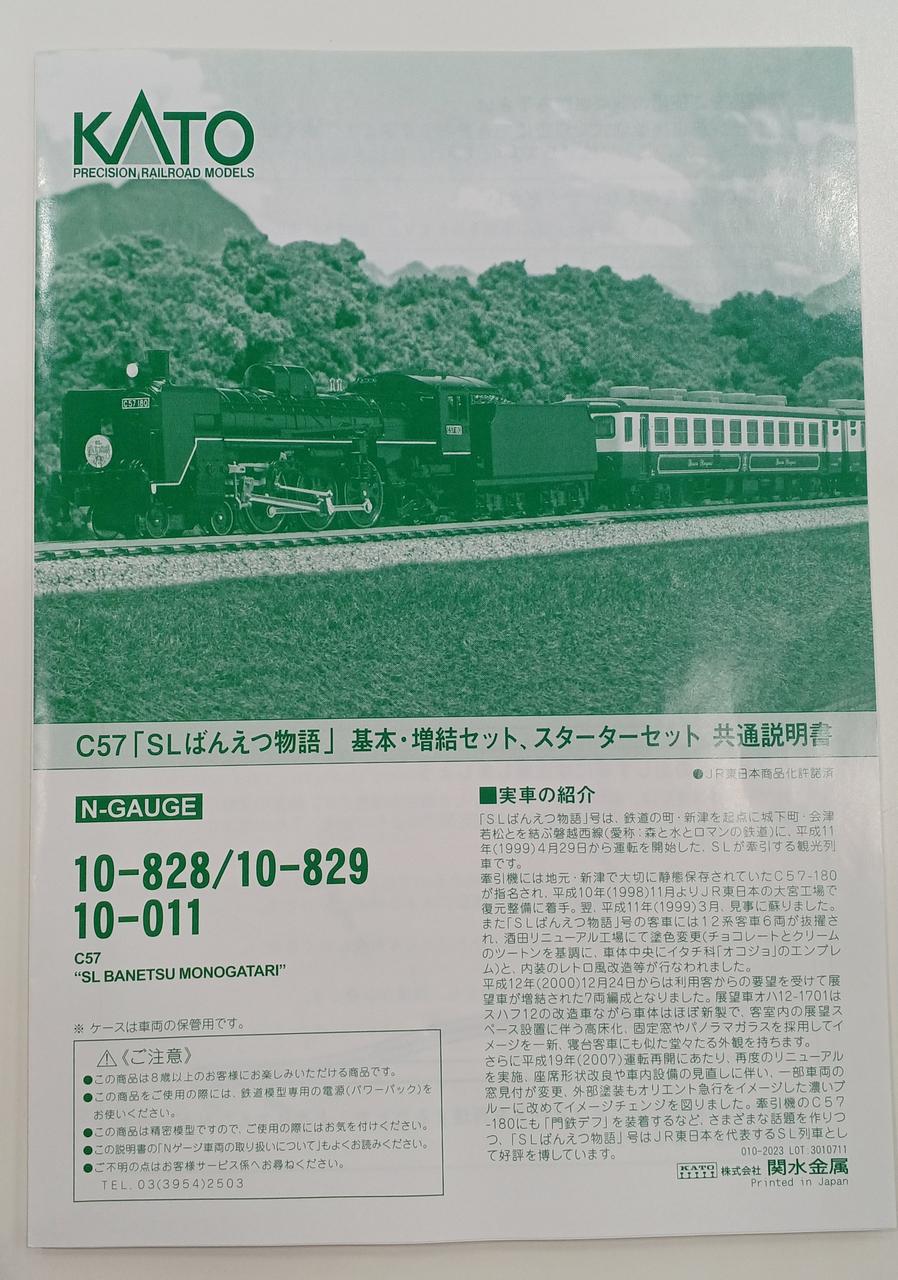 KATO
PRECISION RAILROAD MODELS
C57 180
C57「SLばんえつ物語」 基本・増結セット、スターターセット 共通説明書
●JR東日本商品化許諾済
N-GAUGE
10-828/10-829
10-011
C57
“SL BANETSU MONOGATARI”
※ ケースは車両の保管用です。
⚠《ご注意》
●この商品は8歳以上のお客様にお楽しみいただける商品です。
●この商品をご使用の際には、鉄道模型専用の電源(パワーパック)を
お使いください。
●この商品は精密模型ですので、ご使用の際にはお気を付けください。
●この説明書の「Nゲージ車両の取り扱いについて」もよくお読みください。
●ご不明の点はお客様サービス係へお尋ねください。
TEL.03(3954)2503
■実車の紹介
「SLばんえつ物語」号は、鉄道の町・新津を起点に城下町・会津
若松とを結ぶ磐越西線(愛称：森と水とロマンの鉄道)に、平成11
年(1999)4月29日から運転を開始した、SLが牽引する観光列
車です。
牽引機には地元・新津で大切に静態保存されていたC57-180
が指名され、平成10年(1998)11月よりJR東日本の大宮工場で
復元整備に着手。翌、平成11年(1999)3月、見事に蘇りました。
また「SLばんえつ物語」号の客車には12系客車6両が抜擢さ
れ、酒田リニューアル工場にて塗色変更(チョコレートとクリーム
のツートンを基調に、車体中央にイタチ科「オコジョ」のエンブレ
ム)と、内装のレトロ風改造等が行なわれました。
平成12年(2000)12月24日からは利用客からの要望を受けて展
望車が増結された7両編成となりました。展望車オハ12-1701は
スハフ12の改造車ながら車体はほぼ新製で、客室内の展望ス
ペース設置に伴う高床化、固定窓やパノラマガラスを採用してイ
メージを一新、寝台客車にも似た堂々たる外観を持ちます。
さらに平成19年(2007)運転再開にあたり、再度のリニューアル
を実施、座席形状改良や車内設備の見直しに伴い、一部車両の
窓見付が変更、外部塗装もオリエント急行をイメージした濃いブ
ルーに改めてイメージチェンジを図りました。牽引機のC57
-180にも「門鉄デフ」を装着するなど、さまざまな話題を作りつ
つ、「SLばんえつ物語」号はJR東日本を代表するSL列車とし
て好評を博しています。
010-2023 LOT:3010711
KATO 株式会社 関水金属
Printed in Japan